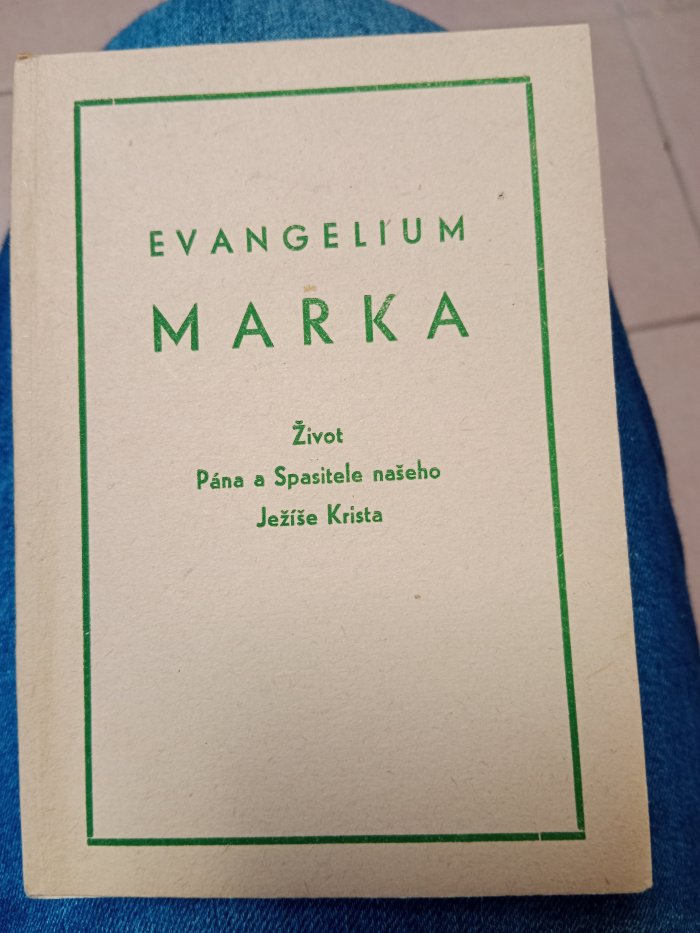 EVANGELIUM
MARKA
Život
Pána a Spasitele našeho
Ježíše Krista